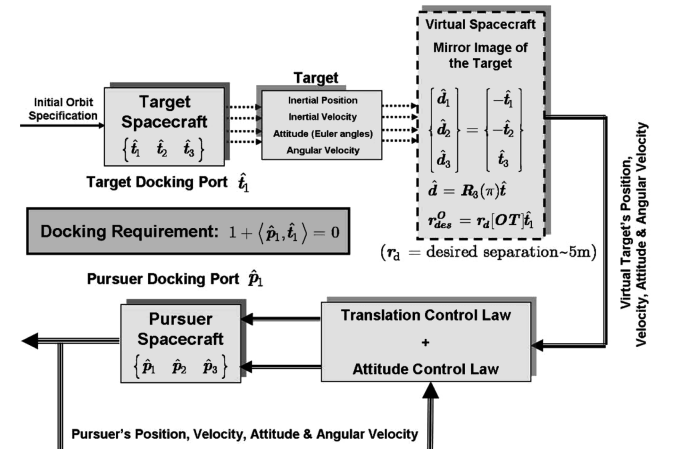 Virtual Spacecraft
Mirror Image of
the Target
{d̂₁ d̂₂ d̂₃} = {-t̂₁ -t̂₂ t̂₃}
d̂ = R₃(π)t̂
r^O_des = r_d[OT]t̂₁
(r_d = desired separation~5m)
Initial Orbit
Specification
Target
Spacecraft
{t̂₁ t̂₂ t̂₃}
Target Docking Port t̂₁
Target
Inertial Position
Inertial Velocity
Attitude (Euler angles)
Angular Velocity
Docking Requirement: 1 + ⟨p̂₁, t̂₁⟩ = 0
Pursuer Docking Port p̂₁
Pursuer
Spacecraft
{p̂₁ p̂₂ p̂₃}
Translation Control Law
+
Attitude Control Law
Virtual Target's Position,
Velocity, Attitude & Angular Velocity
Pursuer's Position, Velocity, Attitude & Angular Velocity